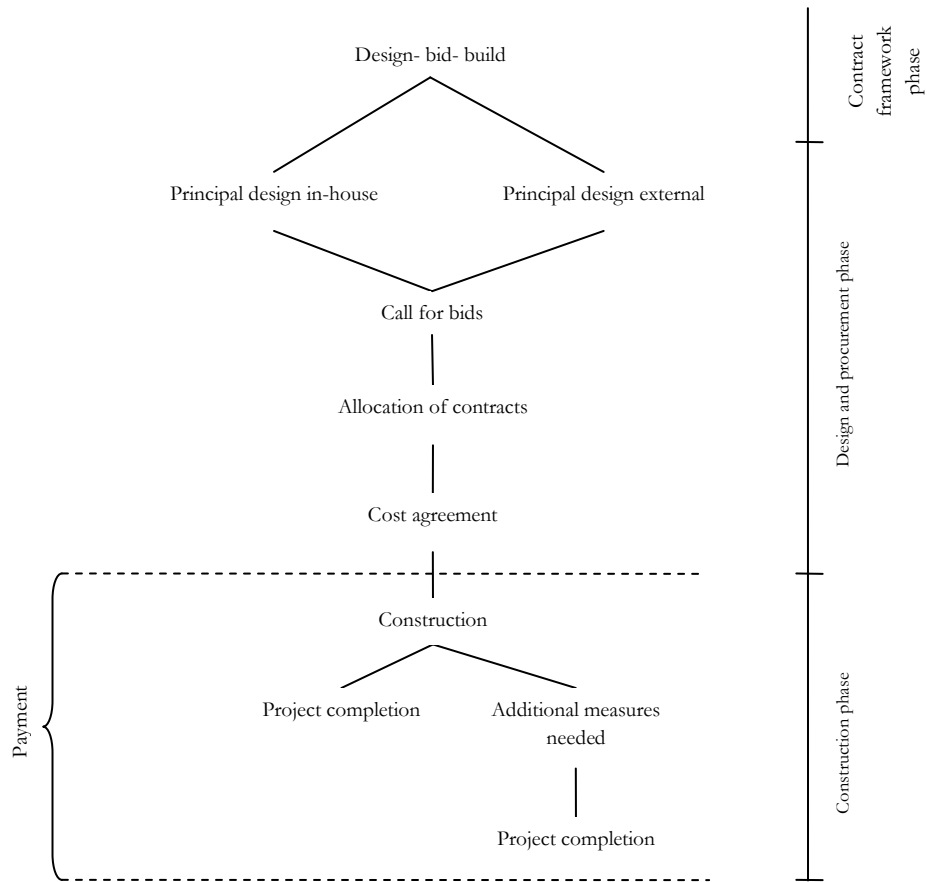 Design- bid- build
Contract
framework
phase
Principal design in-house
Principal design external
Call for bids
Allocation of contracts
Cost agreement
Design and procurement phase
Construction
Project completion
Additional measures
needed
Project completion
Payment
Construction phase